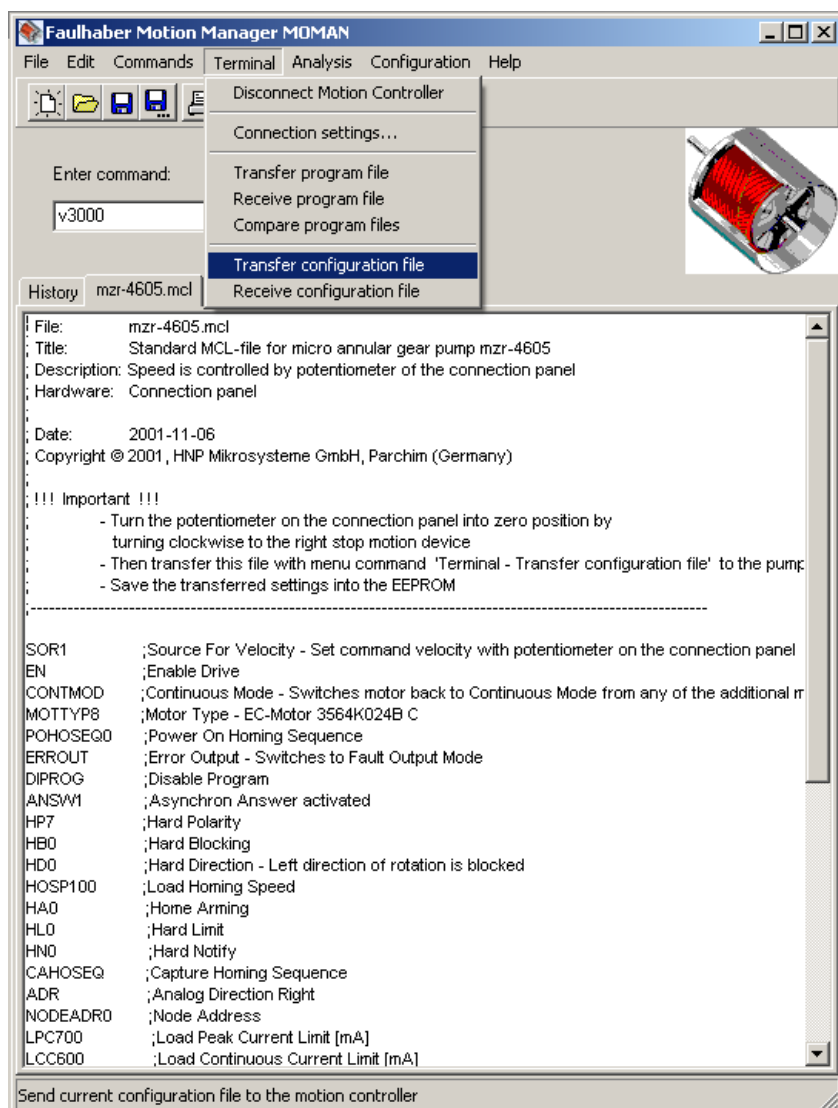 Faulhaber Motion Manager MOMAN
File Edit Commands Terminal Analysis Configuration Help
Disconnect Motion Controller
Connection settings...
Transfer program file
Receive program file
Compare program files
Transfer configuration file
Receive configuration file
Enter command:
v3000
History mzr-4605.mcl
; File: mzr-4605.mcl
; Title: Standard MCL-file for micro annular gear pump mzr-4605
; Description: Speed is controlled by potentiometer of the connection panel
; Hardware: Connection panel
;
; Date: 2001-11-06
; Copyright © 2001, HNP Mikrosysteme GmbH, Parchim (Germany)
;
; !!! Important !!!
; - Turn the potentiometer on the connection panel into zero position by
; turning clockwise to the right stop motion device
; - Then transfer this file with menu command 'Terminal - Transfer configuration file' to the pump
; - Save the transferred settings into the EEPROM
;--------------------------------------------------------------------------------------------------------------
SOR1 ;Source For Velocity - Set command velocity with potentiometer on the connection panel
EN ;Enable Drive
CONTMOD ;Continuous Mode - Switches motor back to Continuous Mode from any of the additional
MOTTYP8 ;Motor Type - EC-Motor 3564K024B C
POHOSEQ0 ;Power On Homing Sequence
ERROUT ;Error Output - Switches to Fault Output Mode
DIPROG ;Disable Program
ANSW1 ;Asynchron Answer activated
HP7 ;Hard Polarity
HB0 ;Hard Blocking
HD0 ;Hard Direction - Left direction of rotation is blocked
HOSP100 ;Load Homing Speed
HA0 ;Home Arming
HL0 ;Hard Limit
HN0 ;Hard Notify
CAHOSEQ ;Capture Homing Sequence
ADR ;Analog Direction Right
NODEADR0 ;Node Address
LPC700 ;Load Peak Current Limit [mA]
LCC600 ;Load Continuous Current Limit [mA]
Send current configuration file to the motion controller